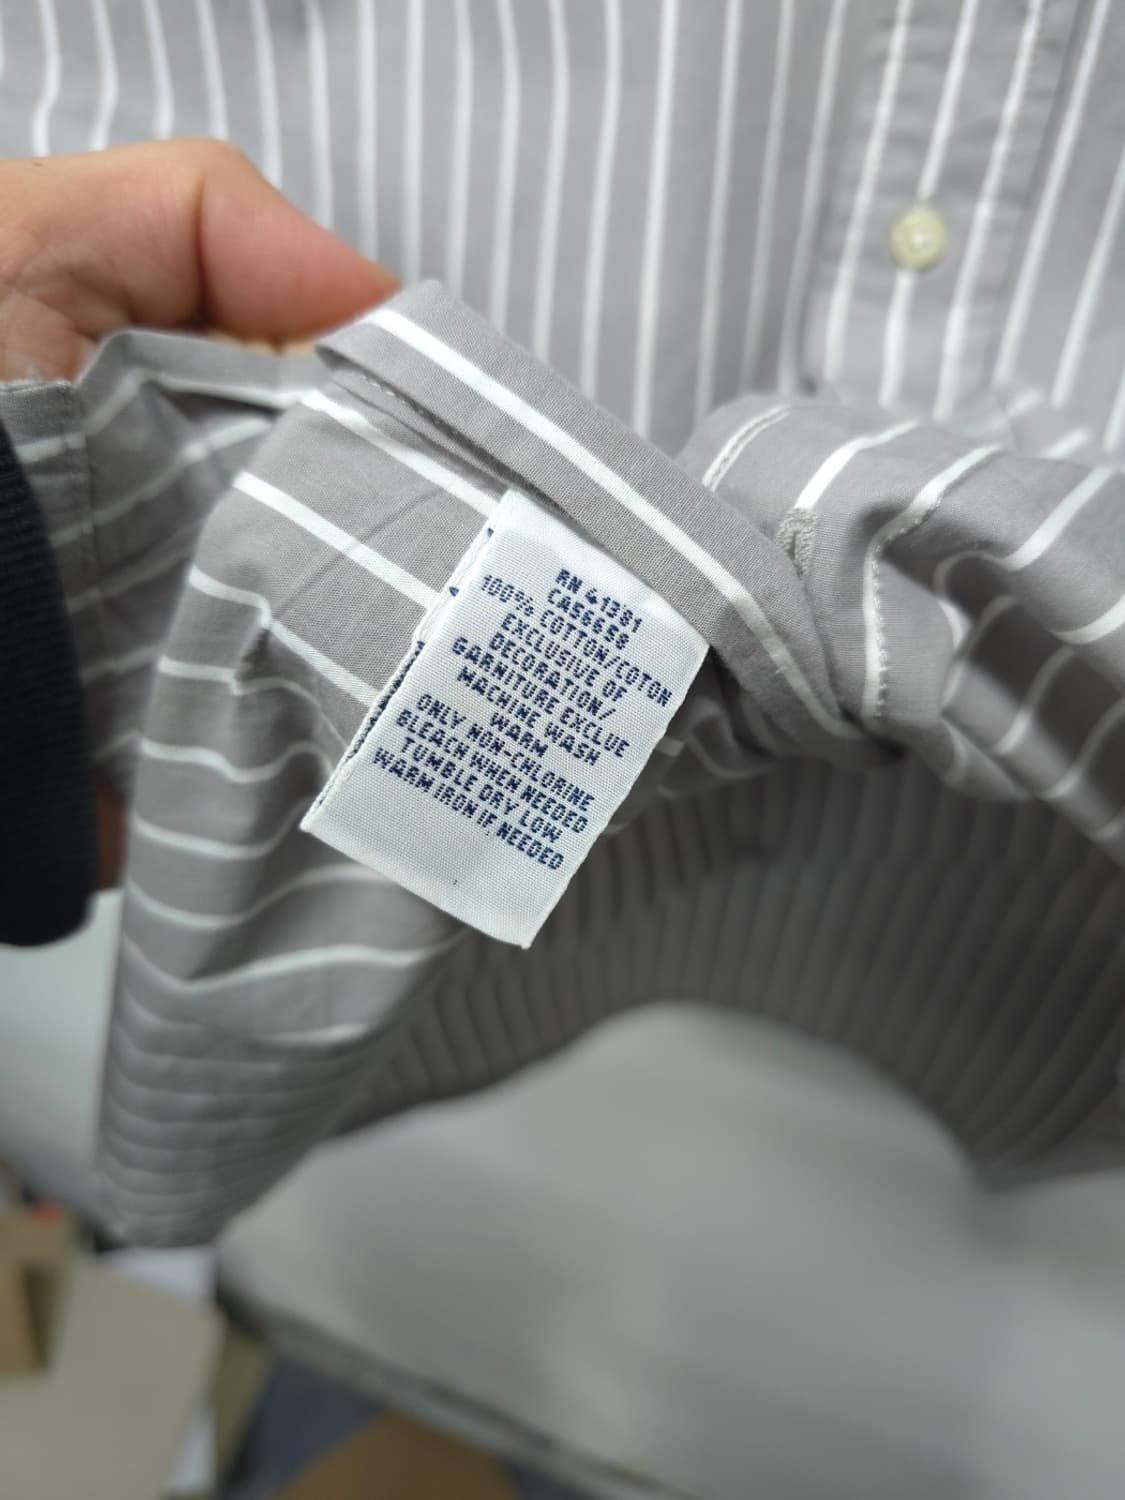 RN 41381
CA56658
100% COTTON/COTON
EXCLUSIVE OF
DECORATION/
GARNITURE EXCLUE
MACHINE WASH
WARM
ONLY NON-CHLORINE
BLEACH WHEN NEEDED
TUMBLE DRY, LOW
WARM IRON IF NEEDED